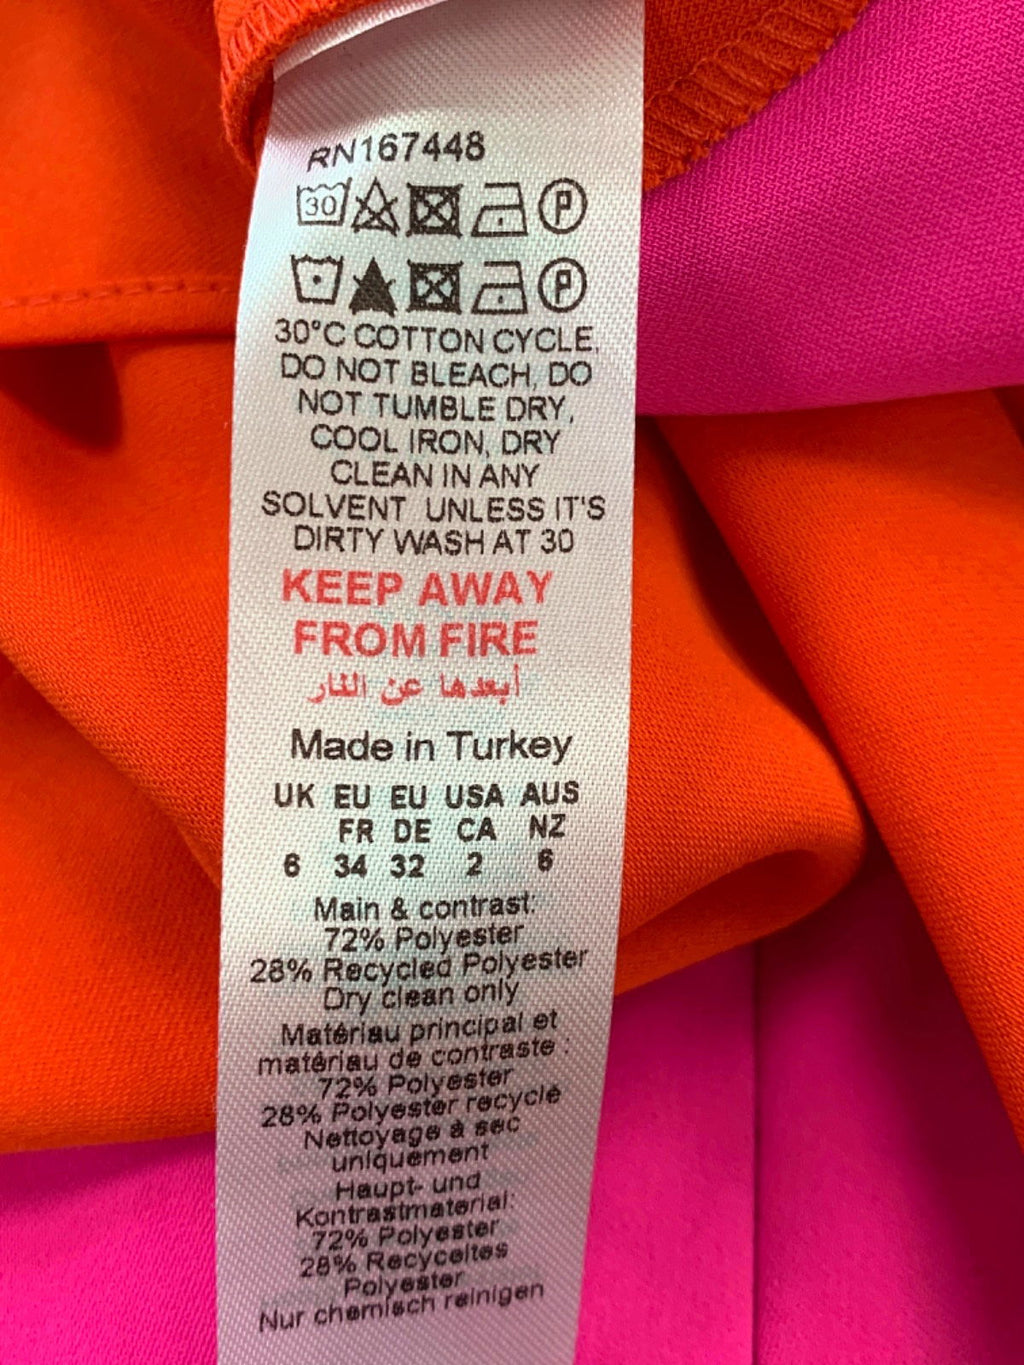 RN167448
30
P
P
30°C COTTON CYCLE,
DO NOT BLEACH, DO
NOT TUMBLE DRY,
COOL IRON, DRY
CLEAN IN ANY
SOLVENT UNLESS IT'S
DIRTY WASH AT 30
KEEP AWAY
FROM FIRE
أبعدها عن النار
Made in Turkey
UK EU EU USA AUS
FR DE CA NZ
6 34 32 2 6
Main & contrast:
72% Polyester
28% Recycled Polyester
Dry clean only
Matériau principal et
matériau de contraste :
72% Polyester
28% Polyester recyclé
Nettoyage à sec
uniquement
Haupt- und
Kontrastmaterial:
72% Polyester
28% Recyceltes
Polyester
Nur chemisch reinigen